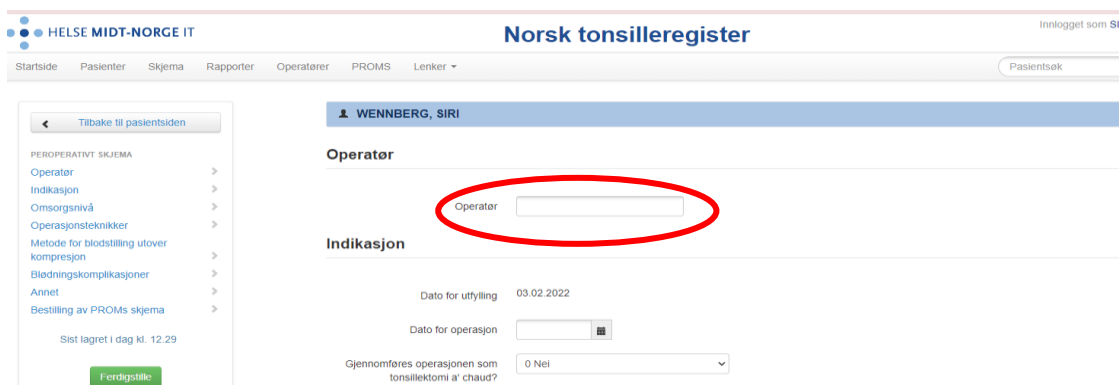 HELSE MIDT-NORGE IT
Norsk tonsilleregister
Innlogget som
Startside Pasienter Skjema Rapporter Operatører PROMS Lenker
Pasientsøk
Tilbake til pasientsiden
PEROPERATIVT SKJEMA
Operatør
Indikasjon
Omsorgsnivå
Operasjonsteknikker
Metode for blodstilling utover
kompresjon
Blødningskomplikasjoner
Annet
Bestilling av PROMs skjema
Sist lagret i dag kl. 12.29
Ferdigstille
WENNBERG, SIRI
Operatør
Operatør
Indikasjon
Dato for utfylling 03.02.2022
Dato for operasjon
Gjennomføres operasjonen som 0 Nei
tonsillektomi a' chaud?